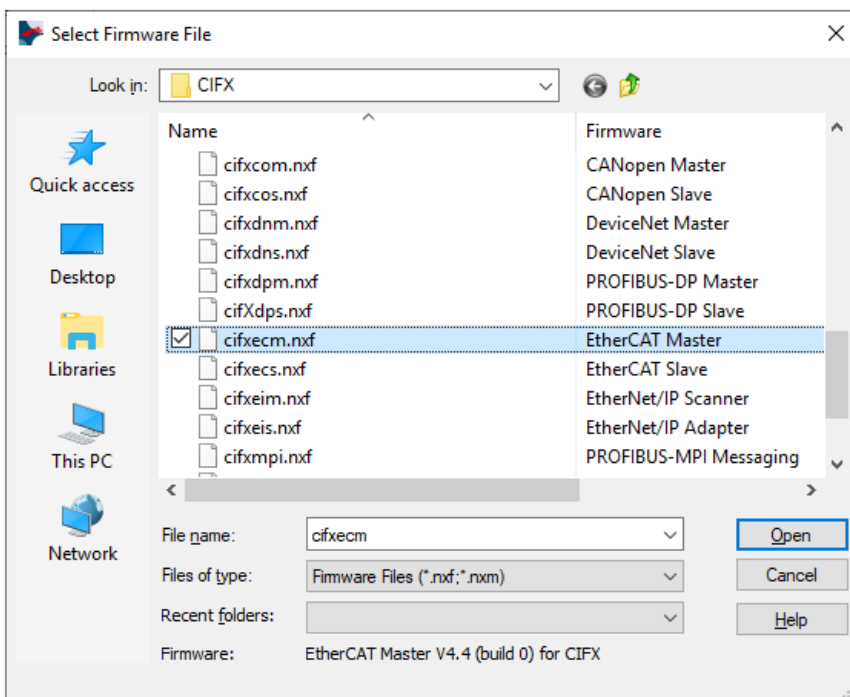 Select Firmware File
Look in: CIFX
Name Firmware
cifxcom.nxf CANopen Master
cifxcos.nxf CANopen Slave
cifxdnm.nxf DeviceNet Master
cifxdns.nxf DeviceNet Slave
cifxdpm.nxf PROFIBUS-DP Master
cifXdps.nxf PROFIBUS-DP Slave
cifxecm.nxf EtherCAT Master
cifxecs.nxf EtherCAT Slave
cifxeim.nxf EtherNet/IP Scanner
cifxeis.nxf EtherNet/IP Adapter
cifxmpi.nxf PROFIBUS-MPI Messaging
Quick access
Desktop
Libraries
This PC
Network
File name: cifxecm Open
Files of type: Firmware Files (*.nxf;*.nxm) Cancel
Recent folders: Help
Firmware: EtherCAT Master V4.4 (build 0) for CIFX